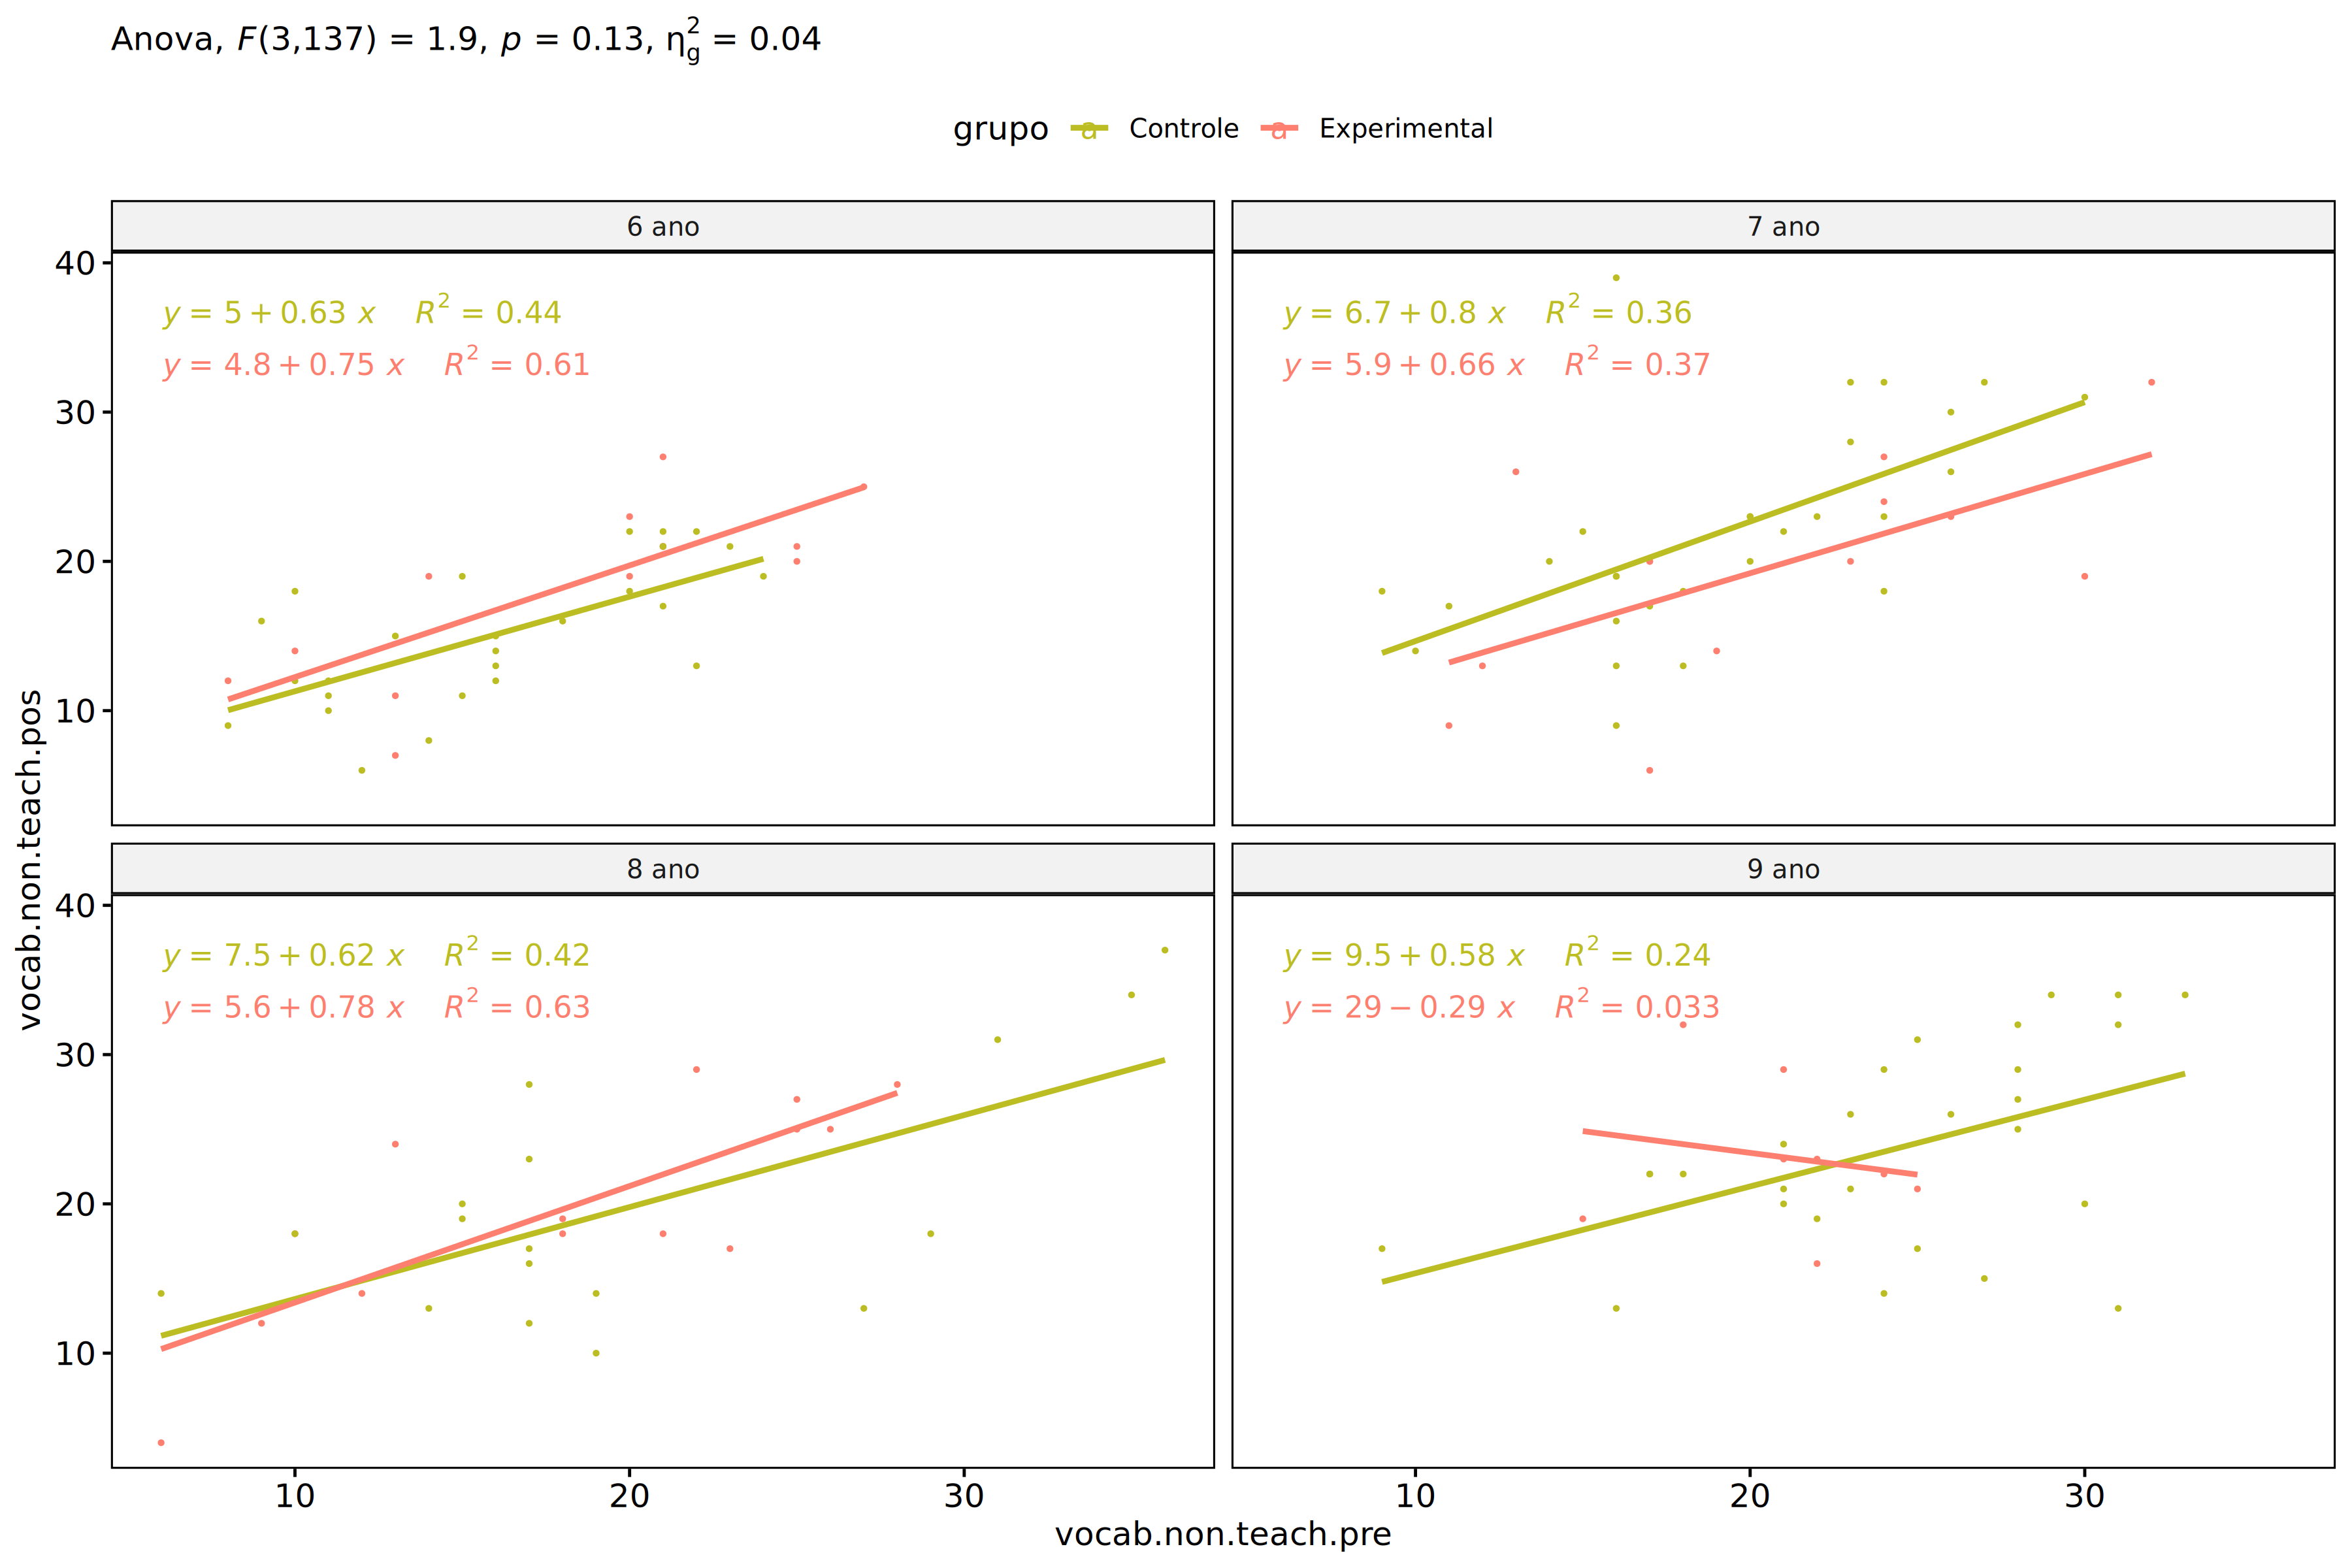 Anova, F(3,137) = 1.9, p = 0.13, η²g = 0.04
grupo a Controle a Experimental
6 ano
7 ano
40
30
20
10
y = 5 + 0.63 x R² = 0.44
y = 4.8 + 0.75 x R² = 0.61
y = 6.7 + 0.8 x R² = 0.36
y = 5.9 + 0.66 x R² = 0.37
8 ano
9 ano
40
30
20
10
y = 7.5 + 0.62 x R² = 0.42
y = 5.6 + 0.78 x R² = 0.63
y = 9.5 + 0.58 x R² = 0.24
y = 29 − 0.29 x R² = 0.033
10 20 30
10 20 30
vocab.non.teach.pre
vocab.non.teach.pos